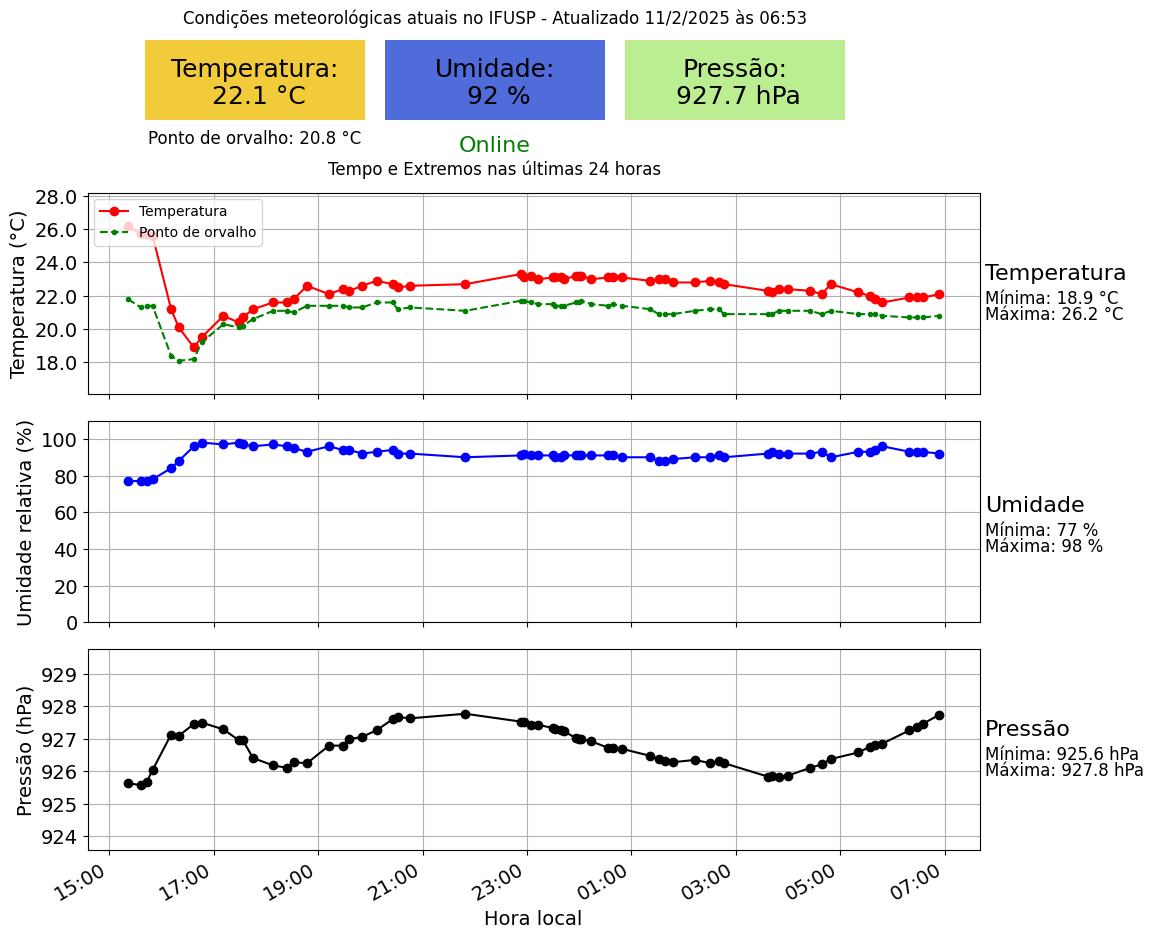 Condições meteorológicas atuais no IFUSP - Atualizado 11/2/2025 às 06:53
Temperatura:
22.1 °C
Umidade:
92 %
Pressão:
927.7 hPa
Ponto de orvalho: 20.8 °C
Online
Tempo e Extremos nas últimas 24 horas
Temperatura (°C)
28.0
26.0
24.0
22.0
20.0
18.0
Temperatura
Ponto de orvalho
Temperatura
Mínima: 18.9 °C
Máxima: 26.2 °C
Umidade relativa (%)
100
80
60
40
20
0
Umidade
Mínima: 77 %
Máxima: 98 %
Pressão (hPa)
929
928
927
926
925
924
Pressão
Mínima: 925.6 hPa
Máxima: 927.8 hPa
15:00
17:00
19:00
21:00
23:00
01:00
03:00
05:00
07:00
Hora local